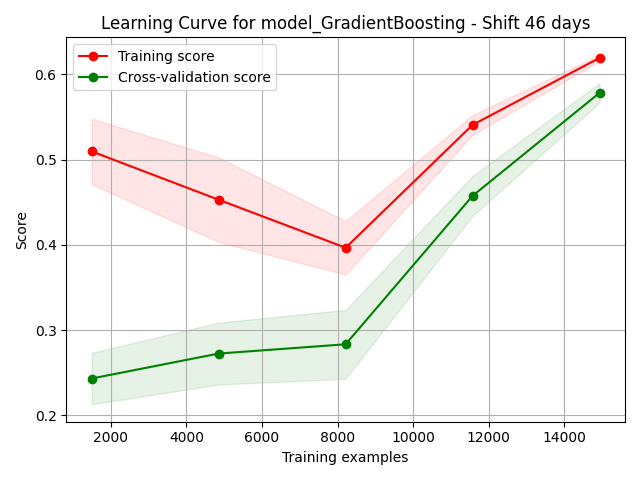 Learning Curve for model_GradientBoosting - Shift 46 days
Training score
Cross-validation score
Score
0.6
0.5
0.4
0.3
0.2
2000 4000 6000 8000 10000 12000 14000
Training examples